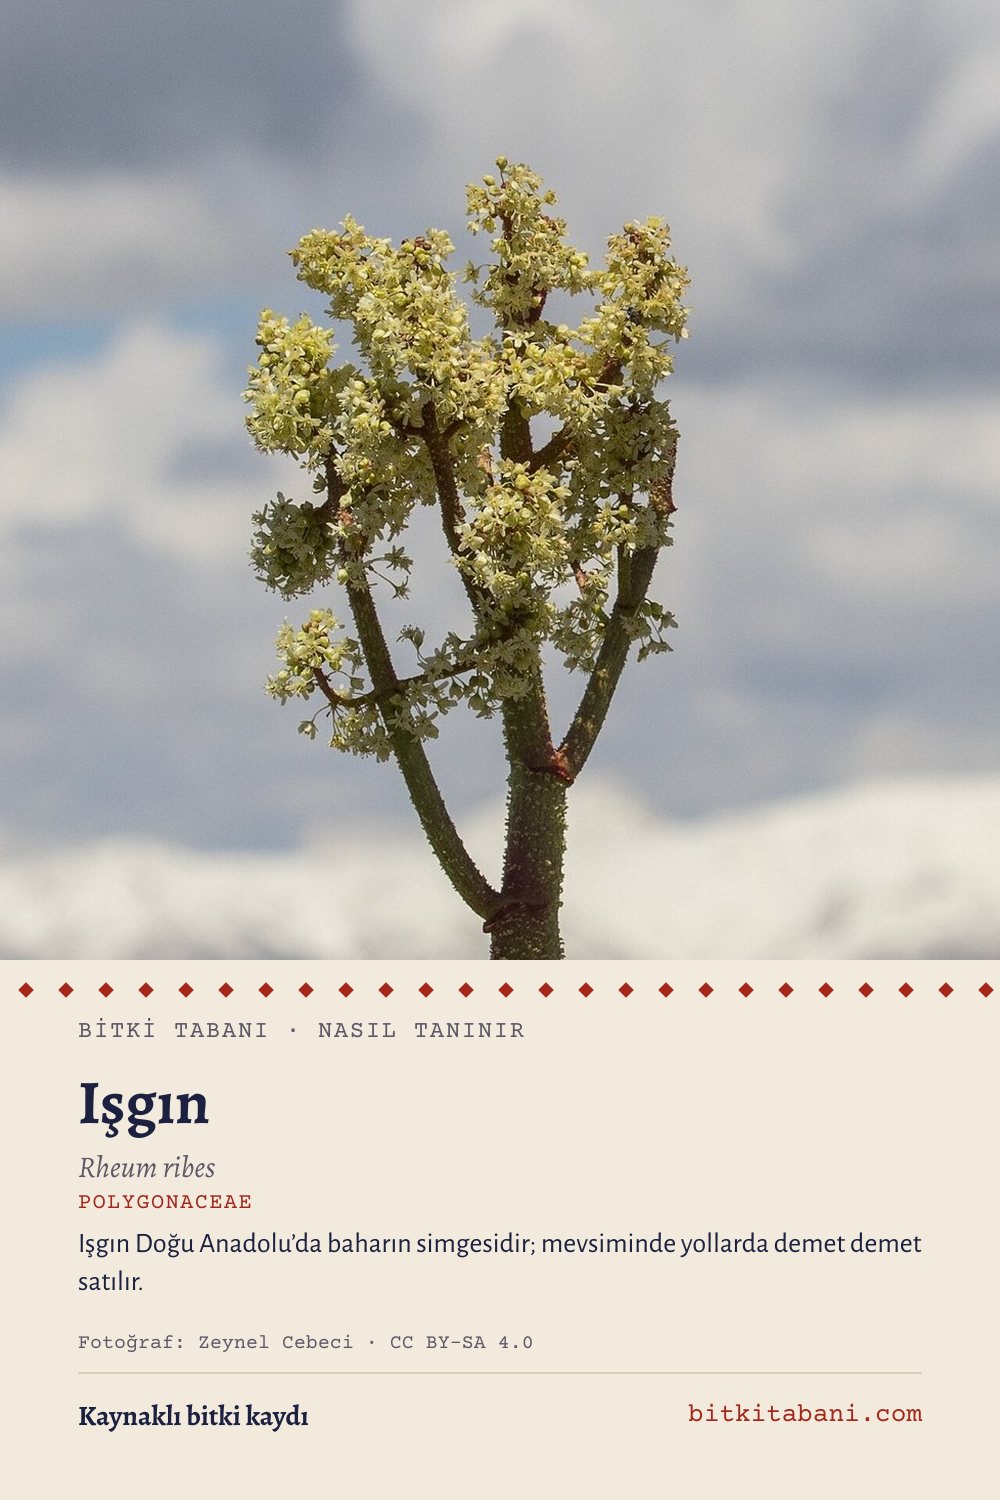 BİTKİ TABANI · NASIL TANINIR
Işgın
Rheum ribes
POLYGONACEAE
Işgın Doğu Anadolu’da baharın simgesidir; mevsiminde yollarda demet demet
satılır.
Fotoğraf: Zeynel Cebeci · CC BY-SA 4.0
Kaynaklı bitki kaydı
bitkitabani.com